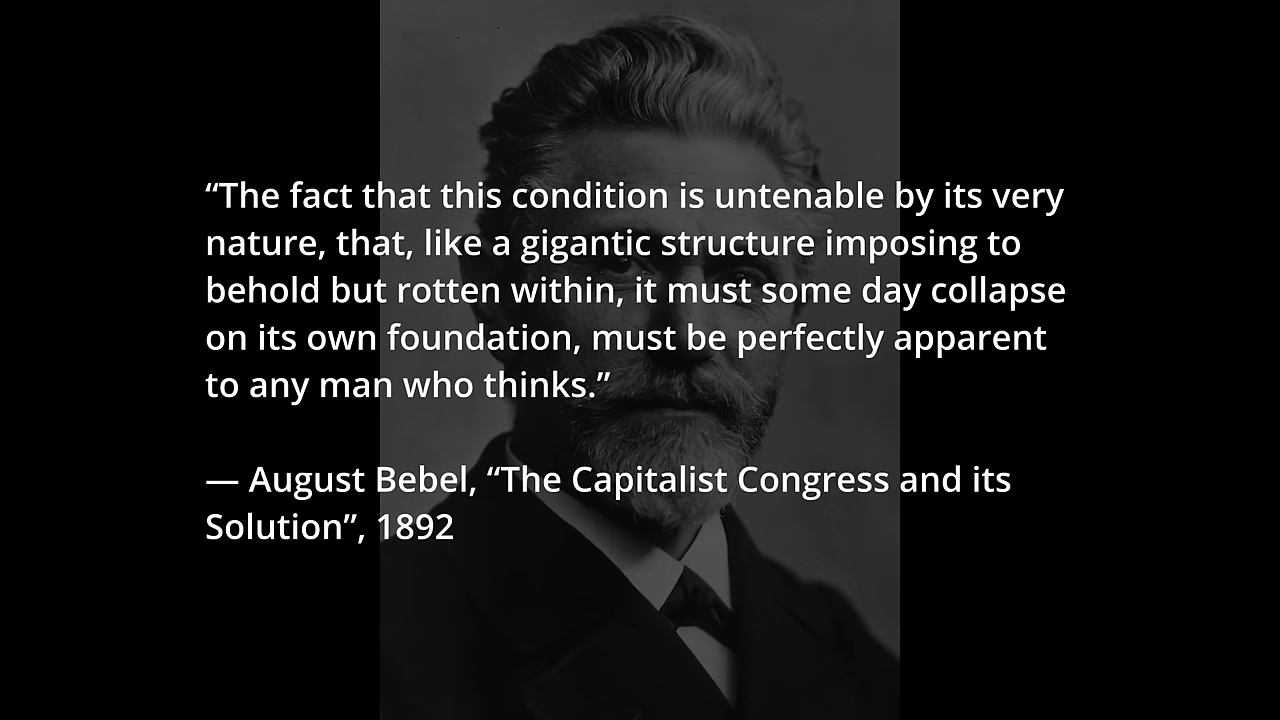 “The fact that this condition is untenable by its very
nature, that, like a gigantic structure imposing to
behold but rotten within, it must some day collapse
on its own foundation, must be perfectly apparent
to any man who thinks.”
— August Bebel, “The Capitalist Congress and its
Solution”, 1892